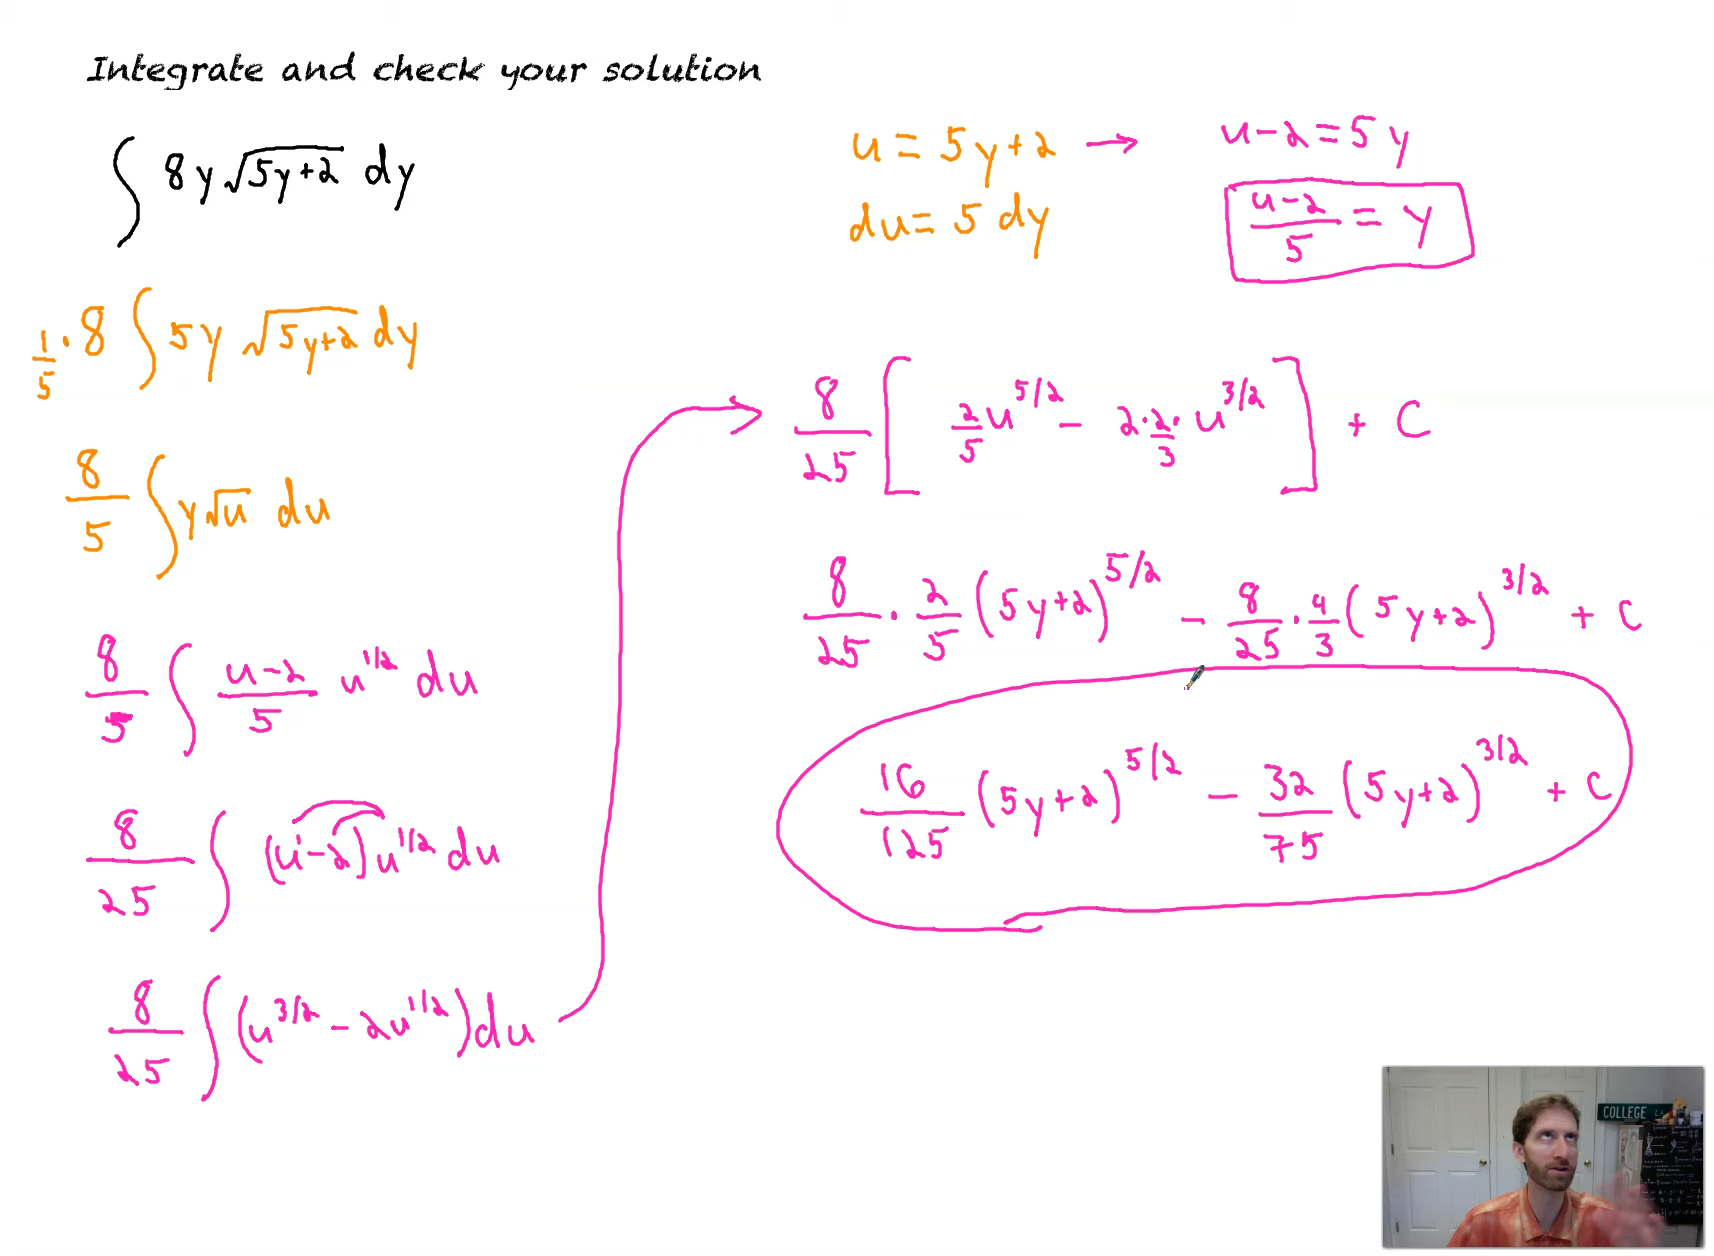 Integrate and check your solution
∫ 8y√(5y+2) dy
1/5 · 8 ∫ 5y √(5y+2) dy
8/5 ∫ y√u du
8/5 ∫ (u-2)/5 u^(1/2) du
8/25 ∫ (u¹-2)u^(1/2) du
8/25 ∫ (u^(3/2) - 2u^(1/2)) du
u = 5y+2 → u-2 = 5y
du = 5 dy
(u-2)/5 = y
8/25 [ 2/5 u^(5/2) - 2·2/3· u^(3/2) ] + C
8/25 · 2/5 (5y+2)^(5/2) - 8/25 · 4/3 (5y+2)^(3/2) + C
16/125 (5y+2)^(5/2) - 32/75 (5y+2)^(3/2) + C
COLLEGE